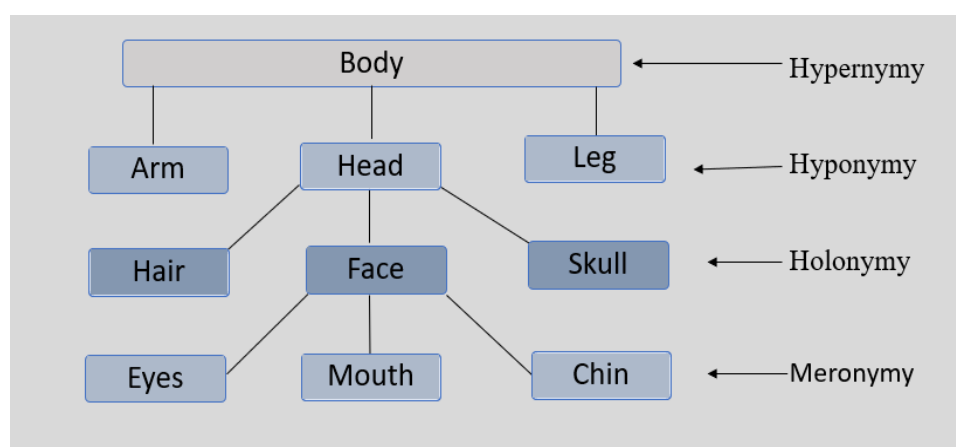 Body
Hypernymy
Arm
Head
Leg
Hyponymy
Hair
Face
Skull
Holonymy
Eyes
Mouth
Chin
Meronymy